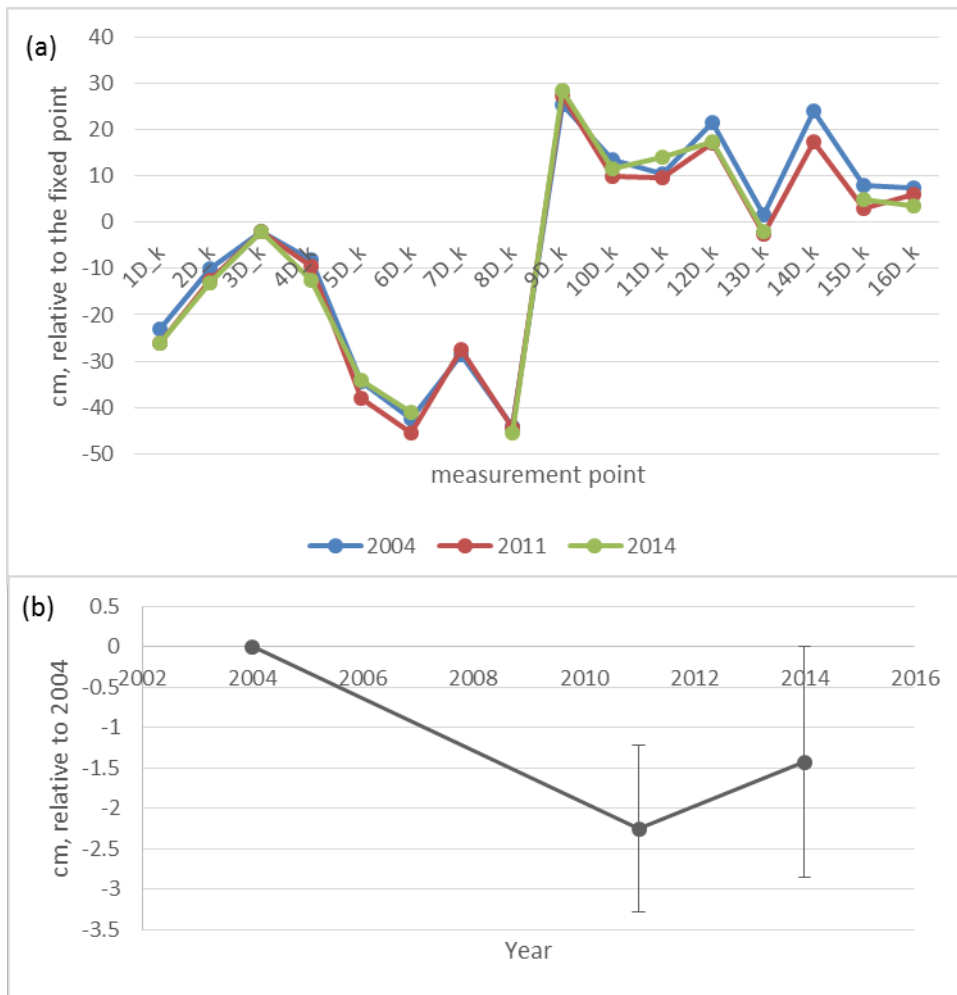 (a)
40
30
20
10
0
-10
-20
-30
-40
-50
cm, relative to the fixed point
1D_k 2D_k 3D_k 4D_k 5D_k 6D_k 7D_k 8D_k 9D_k 10D_k 11D_k 12D_k 13D_k 14D_k 15D_k 16D_k
measurement point
2004 2011 2014
(b)
0.5
0
-0.5
-1
-1.5
-2
-2.5
-3
-3.5
cm, relative to 2004
2002 2004 2006 2008 2010 2012 2014 2016
Year